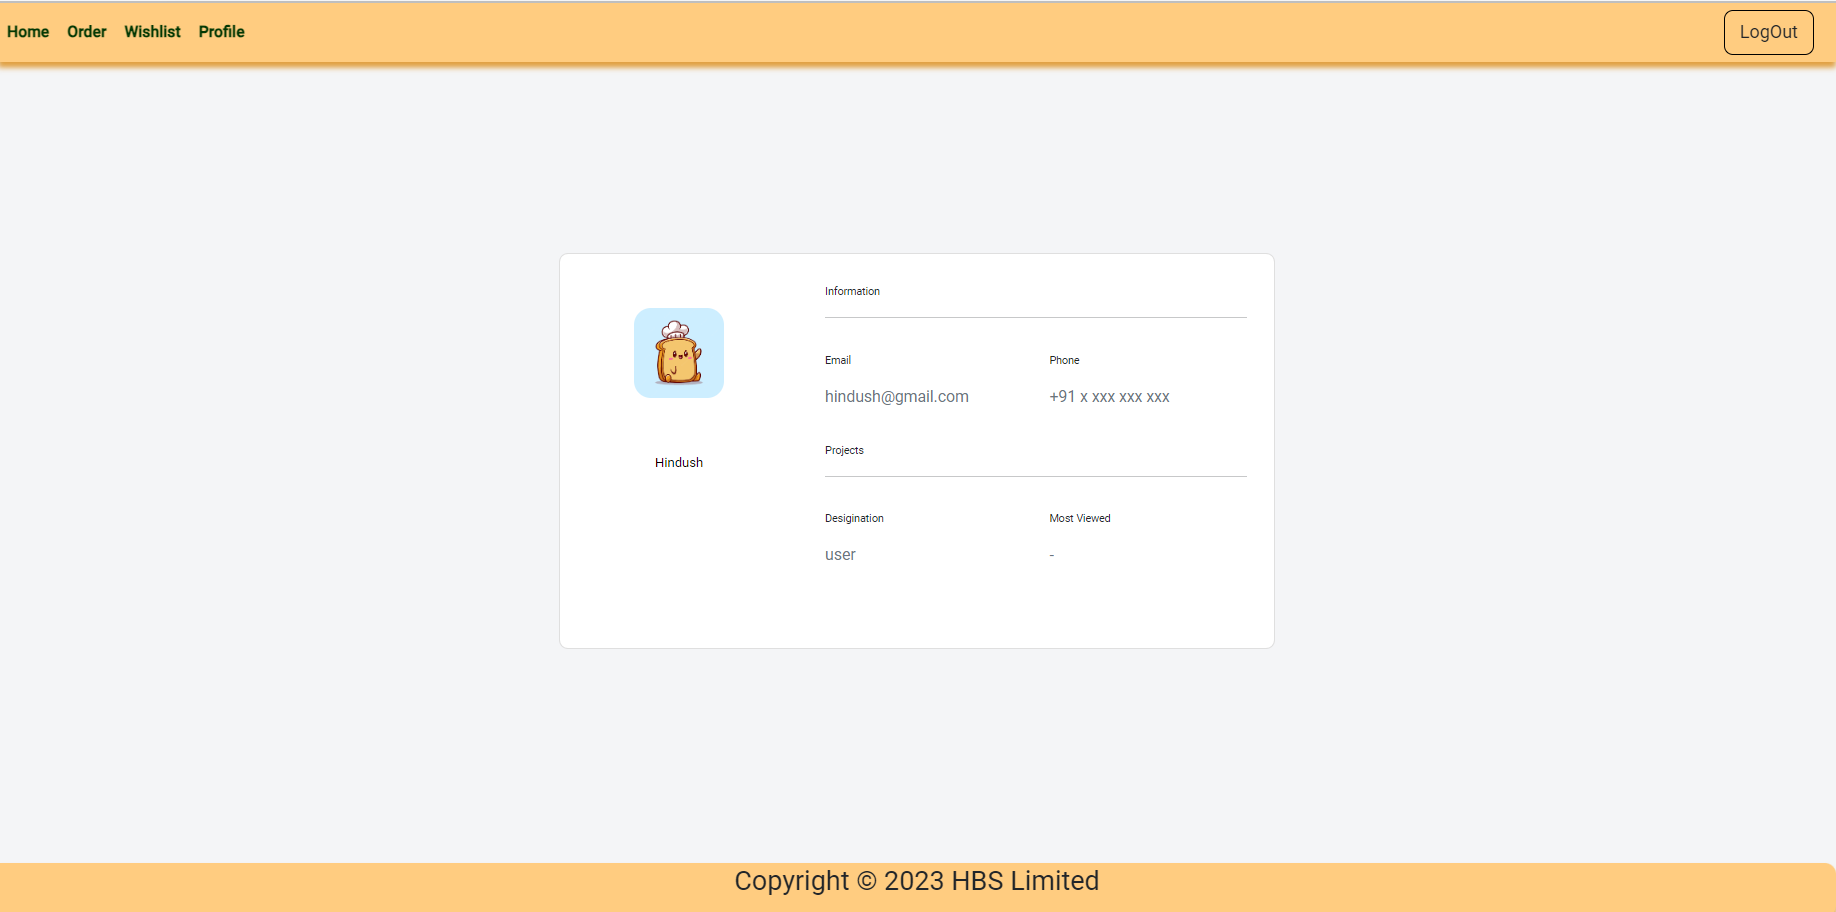 Home Order Wishlist Profile LogOut
Information
Email Phone
hindush@gmail.com +91 x xxx xxx xxx
Projects
Hindush
Desigination Most Viewed
user -
Copyright © 2023 HBS Limited